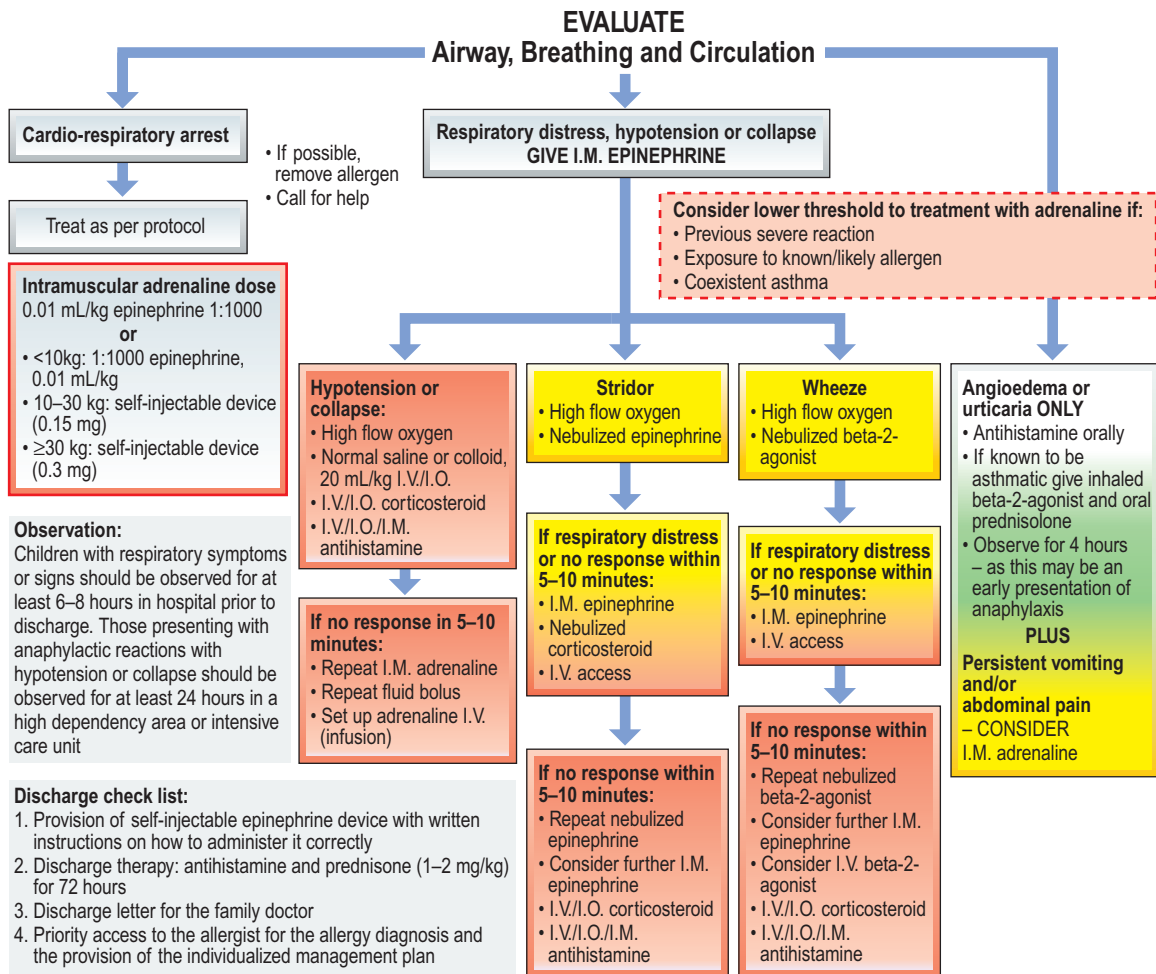 EVALUATE
Airway, Breathing and Circulation
Cardio-respiratory arrest
Treat as per protocol
• If possible,
remove allergen
• Call for help
Respiratory distress, hypotension or collapse
GIVE I.M. EPINEPHRINE
Consider lower threshold to treatment with adrenaline if:
• Previous severe reaction
• Exposure to known/likely allergen
• Coexistent asthma
Intramuscular adrenaline dose
0.01 mL/kg epinephrine 1:1000
or
• <10kg: 1:1000 epinephrine,
0.01 mL/kg
• 10–30 kg: self-injectable device
(0.15 mg)
• ≥30 kg: self-injectable device
(0.3 mg)
Hypotension or
collapse:
• High flow oxygen
• Normal saline or colloid,
20 mL/kg I.V./I.O.
• I.V./I.O. corticosteroid
• I.V./I.O./I.M.
antihistamine
If no response in 5–10
minutes:
• Repeat I.M. adrenaline
• Repeat fluid bolus
• Set up adrenaline I.V.
(infusion)
Stridor
• High flow oxygen
• Nebulized epinephrine
If respiratory distress
or no response within
5–10 minutes:
• I.M. epinephrine
• Nebulized
corticosteroid
• I.V. access
If no response within
5–10 minutes:
• Repeat nebulized
epinephrine
• Consider further I.M.
epinephrine
• I.V./I.O. corticosteroid
• I.V./I.O./I.M.
antihistamine
Wheeze
• High flow oxygen
• Nebulized beta-2-
agonist
If respiratory distress
or no response within
5–10 minutes:
• I.M. epinephrine
• I.V. access
If no response within
5–10 minutes:
• Repeat nebulized
beta-2-agonist
• Consider further I.M.
epinephrine
• Consider I.V. beta-2-
agonist
• I.V./I.O. corticosteroid
• I.V./I.O./I.M.
antihistamine
Angioedema or
urticaria ONLY
• Antihistamine orally
• If known to be
asthmatic give inhaled
beta-2-agonist and oral
prednisolone
• Observe for 4 hours
– as this may be an
early presentation of
anaphylaxis
PLUS
Persistent vomiting
and/or
abdominal pain
– CONSIDER
I.M. adrenaline
Observation:
Children with respiratory symptoms
or signs should be observed for at
least 6–8 hours in hospital prior to
discharge. Those presenting with
anaphylactic reactions with
hypotension or collapse should be
observed for at least 24 hours in a
high dependency area or intensive
care unit
Discharge check list:
1. Provision of self-injectable epinephrine device with written
instructions on how to administer it correctly
2. Discharge therapy: antihistamine and prednisone (1–2 mg/kg)
for 72 hours
3. Discharge letter for the family doctor
4. Priority access to the allergist for the allergy diagnosis and
the provision of the individualized management plan